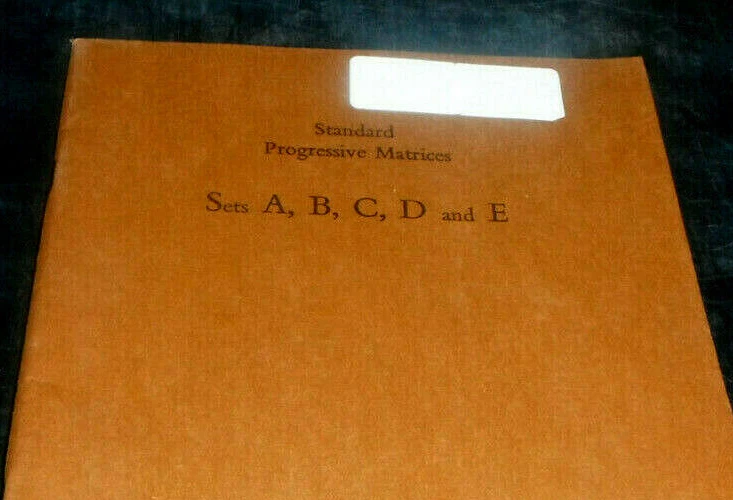 Standard
Progressive Matrices
Sets A, B, C, D and E